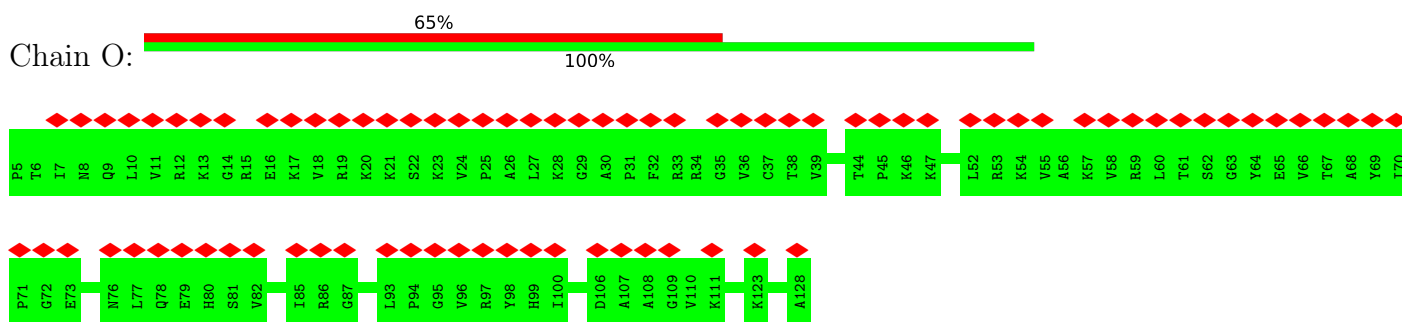 65%
Chain O:
100%
P5 T6 I7 N8 Q9 L10 V11 R12 K13 G14 R15 E16 K17 V18 R19 K20 K21 S22 K23 V24 P25 A26 L27 K28 G29 A30 P31 F32 R33 R34 G35 V36 C37 T38 V39 T44 P45 K46 K47 L52 R53 K54 V55 A56 K57 V58 R59 L60 T61 S62 G63 Y64 E65 V66 T67 A68 Y69 I70
P71 G72 E73 N76 L77 Q78 E79 H80 S81 V82 I85 R86 G87 L93 P94 G95 V96 R97 Y98 H99 I100 D106 A107 A108 G109 V110 K111 K123 A128